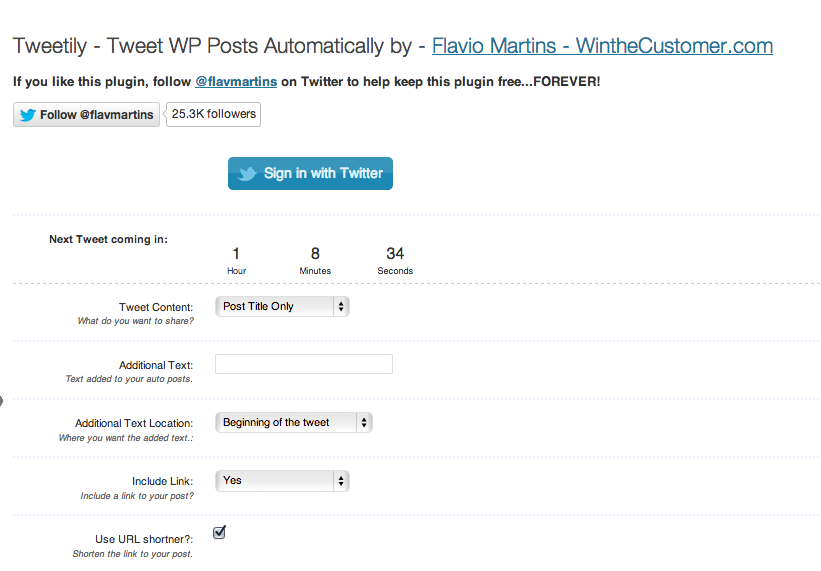 Tweetily - Tweet WP Posts Automatically by - Flavio Martins - WintheCustomer.com
If you like this plugin, follow @flavmartins on Twitter to help keep this plugin free...FOREVER!
Follow @flavmartins 25.3K followers
Sign in with Twitter
Next Tweet coming in:
1 8 34
Hour Minutes Seconds
Tweet Content: Post Title Only
What do you want to share?
Additional Text:
Text added to your auto posts.
Additional Text Location: Beginning of the tweet
Where you want the added text.:
Include Link: Yes
Include a link to your post?
Use URL shortner?:
Shorten the link to your post.